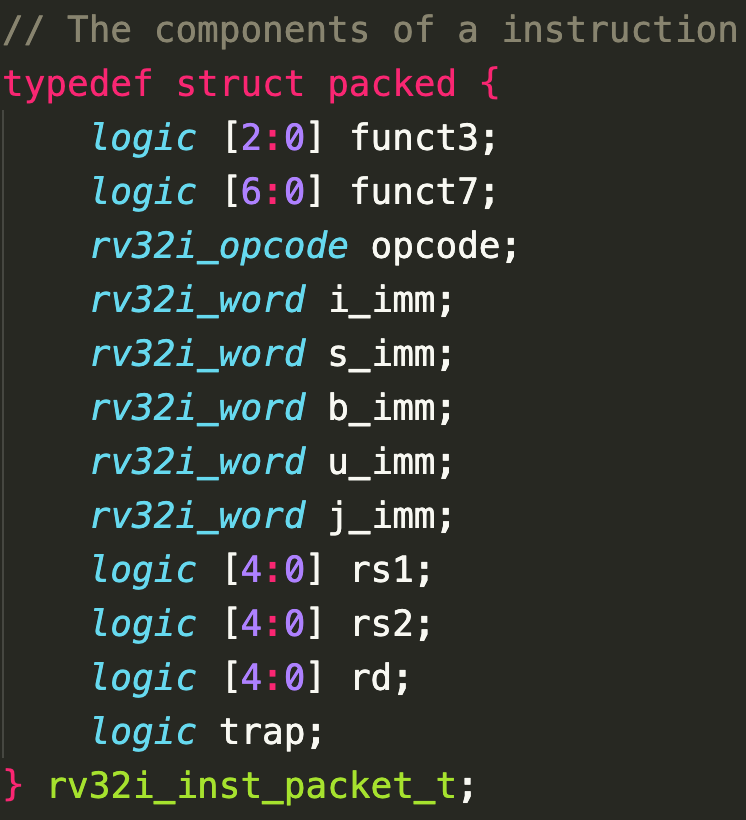 // The components of a instruction
typedef struct packed {
    logic [2:0] funct3;
    logic [6:0] funct7;
    rv32i_opcode opcode;
    rv32i_word i_imm;
    rv32i_word s_imm;
    rv32i_word b_imm;
    rv32i_word u_imm;
    rv32i_word j_imm;
    logic [4:0] rs1;
    logic [4:0] rs2;
    logic [4:0] rd;
    logic trap;
} rv32i_inst_packet_t;